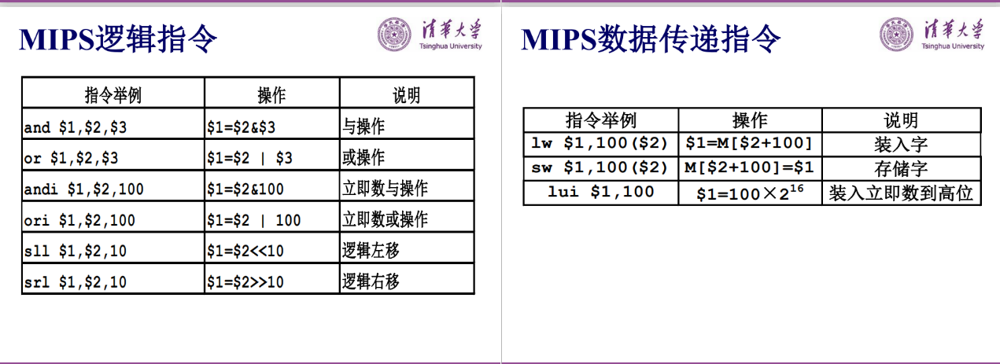 MIPS逻辑指令
清华大学
Tsinghua University
指令举例 操作 说明
and $1,$2,$3 $1=$2&$3 与操作
or $1,$2,$3 $1=$2 | $3 或操作
andi $1,$2,100 $1=$2&100 立即数与操作
ori $1,$2,100 $1=$2 | 100 立即数或操作
sll $1,$2,10 $1=$2<<10 逻辑左移
srl $1,$2,10 $1=$2>>10 逻辑右移
MIPS数据传递指令
清华大学
Tsinghua University
指令举例 操作 说明
lw $1,100($2) $1=M[$2+100] 装入字
sw $1,100($2) M[$2+100]=$1 存储字
lui $1,100 $1=100×2¹⁶ 装入立即数到高位